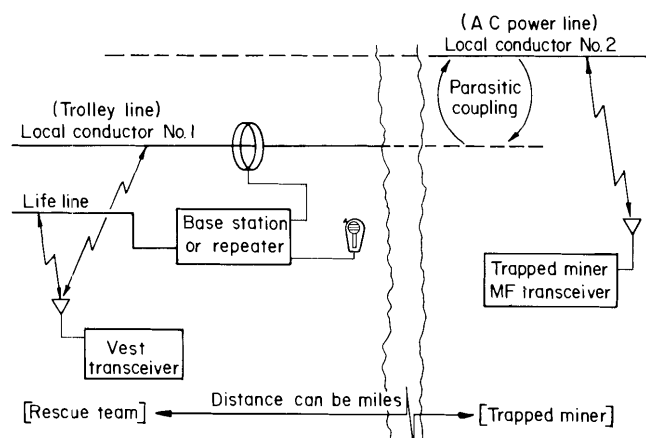 (AC power line)
Local conductor No. 2
Parasitic
coupling
(Trolley line)
Local conductor No. 1
Life line
Base station
or repeater
Trapped miner
MF transceiver
Vest
transceiver
Distance can be miles
[Rescue team]
[Trapped miner]